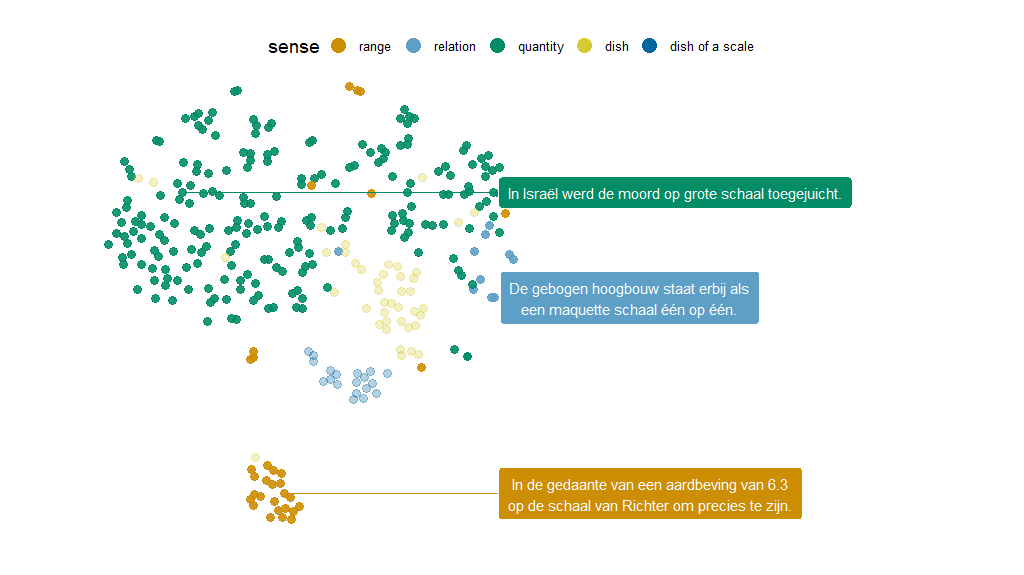 sense range relation quantity dish dish of a scale
In Israël werd de moord op grote schaal toegejuicht.
De gebogen hoogbouw staat erbij als
een maquette schaal één op één.
In de gedaante van een aardbeving van 6.3
op de schaal van Richter om precies te zijn.